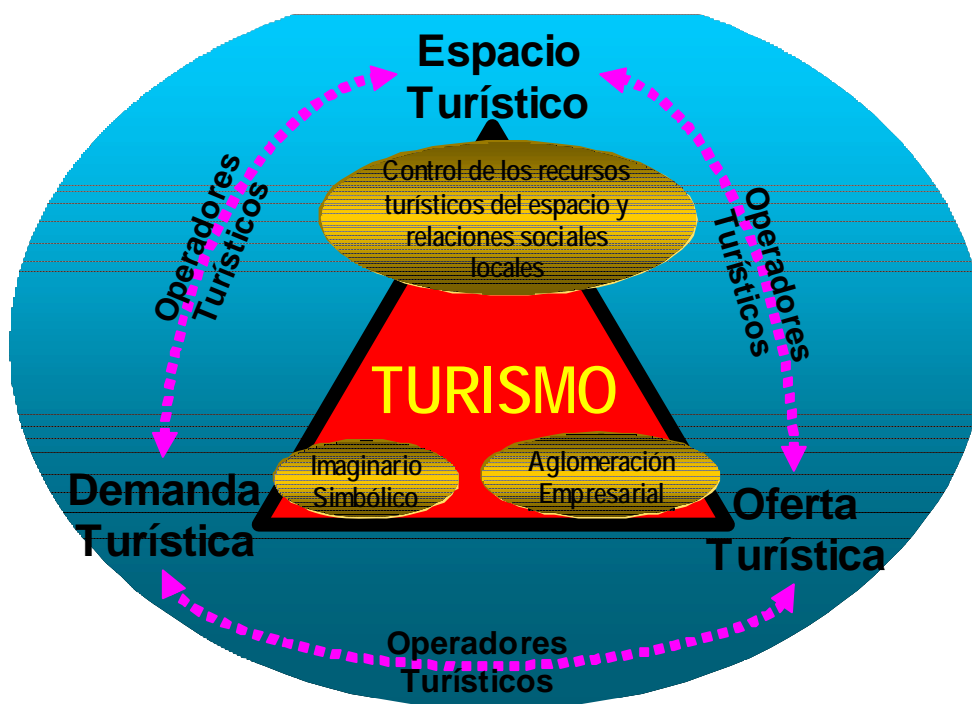 Espacio
Turístico
Control de los recursos
turísticos del espacio y
relaciones sociales
locales
Operadores
Turísticos
Operadores
Turísticos
TURISMO
Imaginario
Simbólico
Aglomeración
Empresarial
Demanda
Turística
Oferta
Turística
Operadores
Turísticos